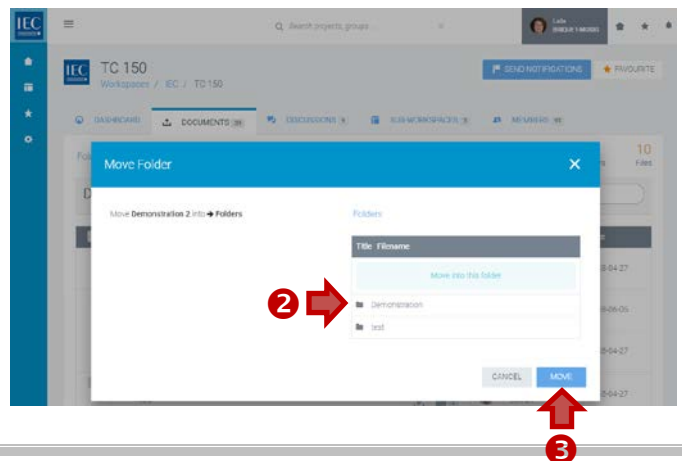 IEC
Search projects, groups
TC 150
Workspaces / IEC / TC 150
SEND NOTIFICATIONS
FAVOURITE
IEC
DASHBOARD
DOCUMENTS
DISCUSSIONS
SUB-WORKSPACES
MEMBERS
10
Files
Move Folder
Move Demonstration 2 into → Folders
Folders
Title Filename
Move into this folder
2
Demonstration
test
CANCEL MOVE
3